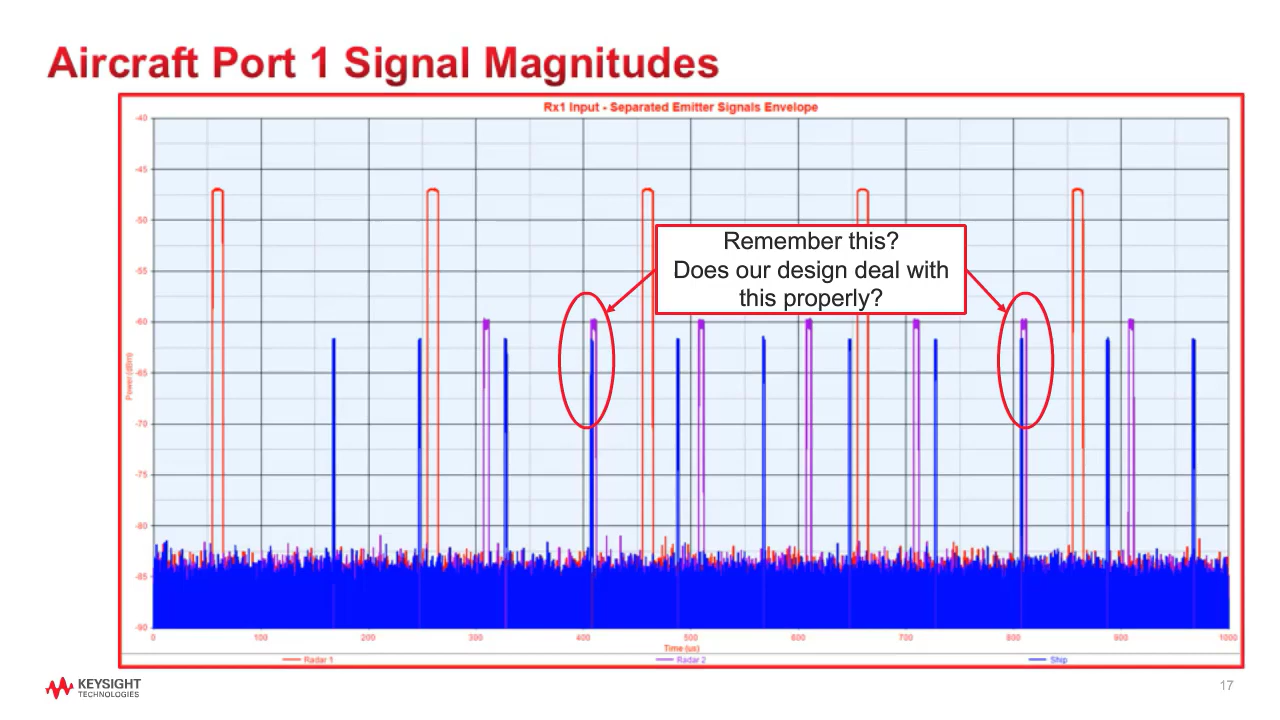 Aircraft Port 1 Signal Magnitudes
Rx1 Input - Separated Emitter Signals Envelope
-40
-45
-50
-55
-60
-65
-70
-75
-80
-85
-90
Power (dBm)
Remember this?
Does our design deal with
this properly?
0 100 200 300 400 500 600 700 800 900 1000
Time (us)
Radar 1 Radar 2 Ship
KEYSIGHT
TECHNOLOGIES
17